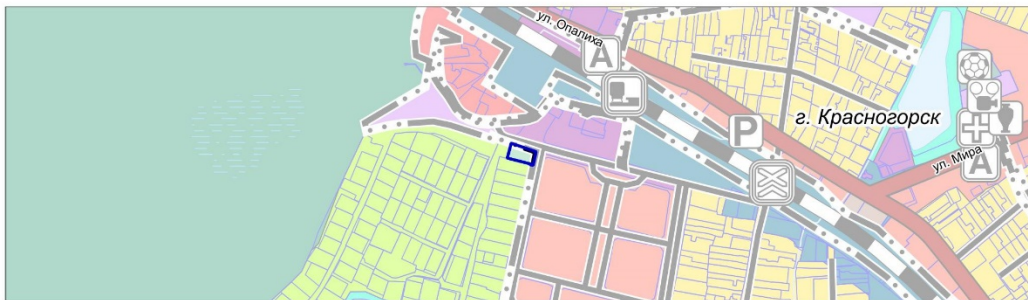 ул. Опалиха
А
г. Красногорск
P
ул. Мира
А